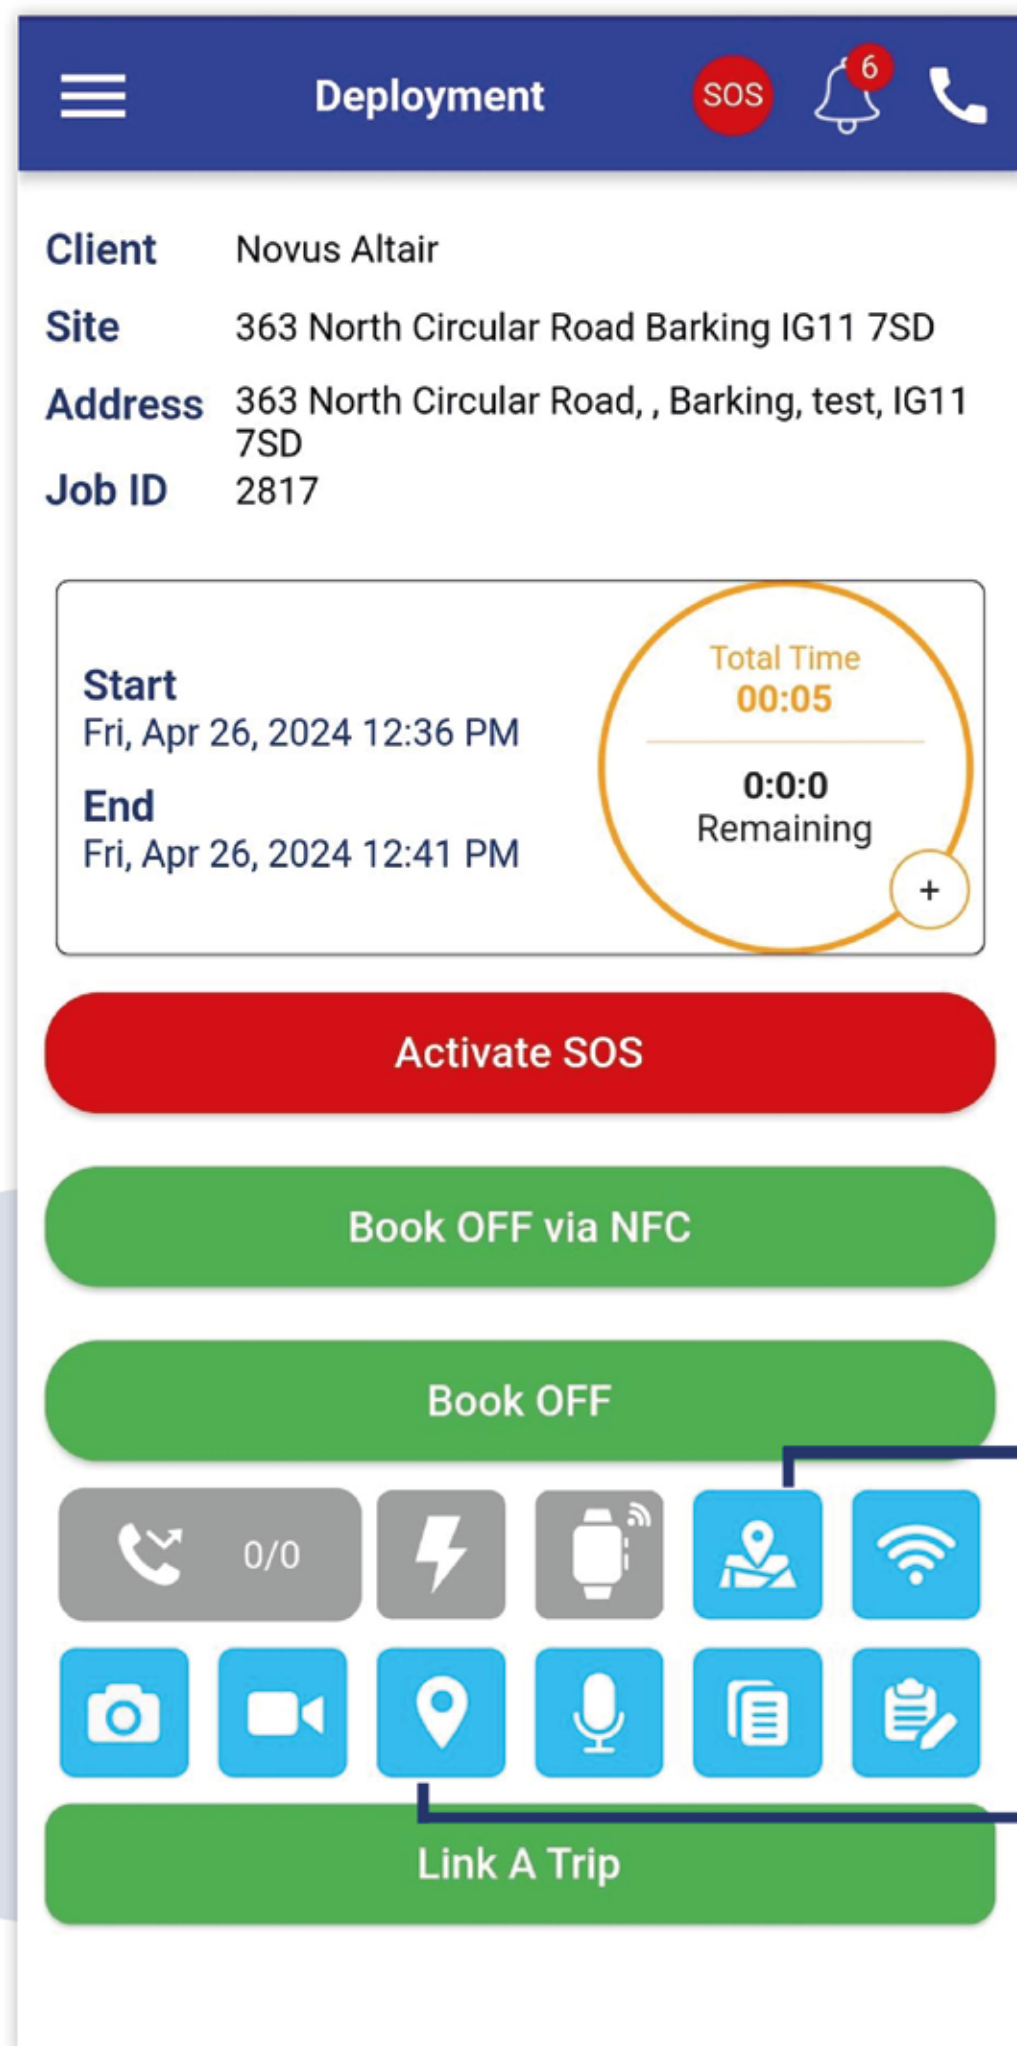 Deployment
SOS
6
Client
Novus Altair
Site
363 North Circular Road Barking IG11 7SD
Address
363 North Circular Road, , Barking, test, IG11
7SD
Job ID
2817
Start
Fri, Apr 26, 2024 12:36 PM
End
Fri, Apr 26, 2024 12:41 PM
Total Time
00:05
0:0:0
Remaining
+
Activate SOS
Book OFF via NFC
Book OFF
0/0
Link A Trip